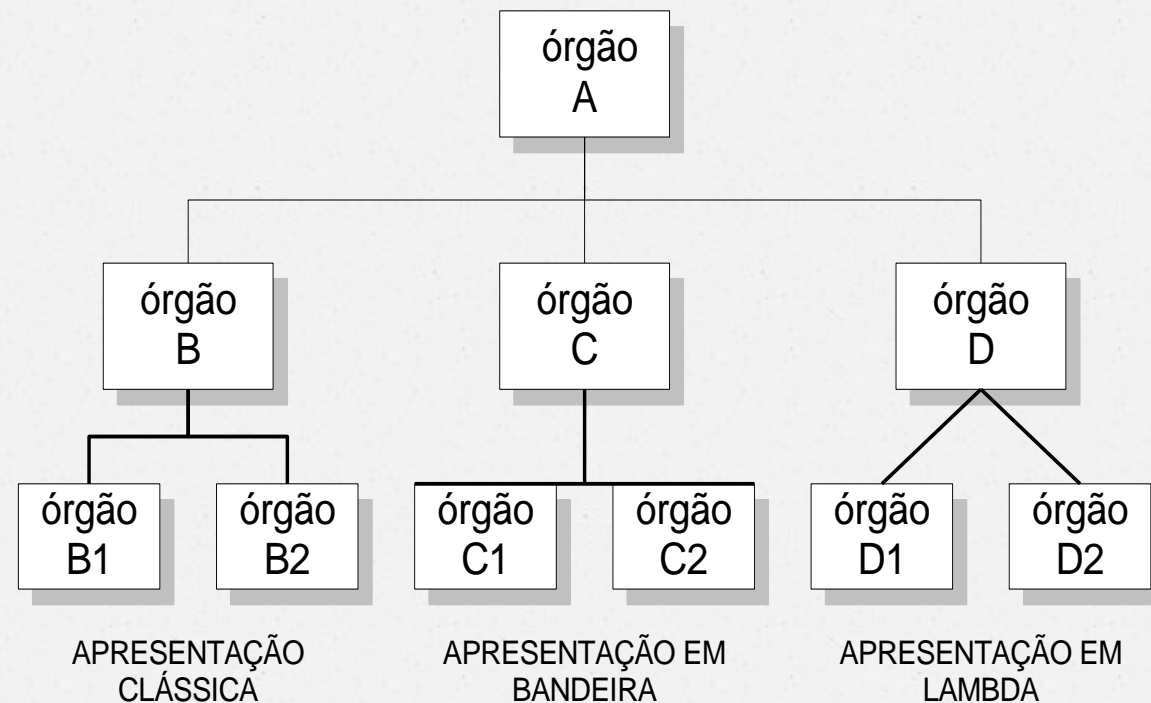 órgão
A
órgão
B
órgão
C
órgão
D
órgão
B1
órgão
B2
órgão
C1
órgão
C2
órgão
D1
órgão
D2
APRESENTAÇÃO
CLÁSSICA
APRESENTAÇÃO EM
BANDEIRA
APRESENTAÇÃO EM
LAMBDA